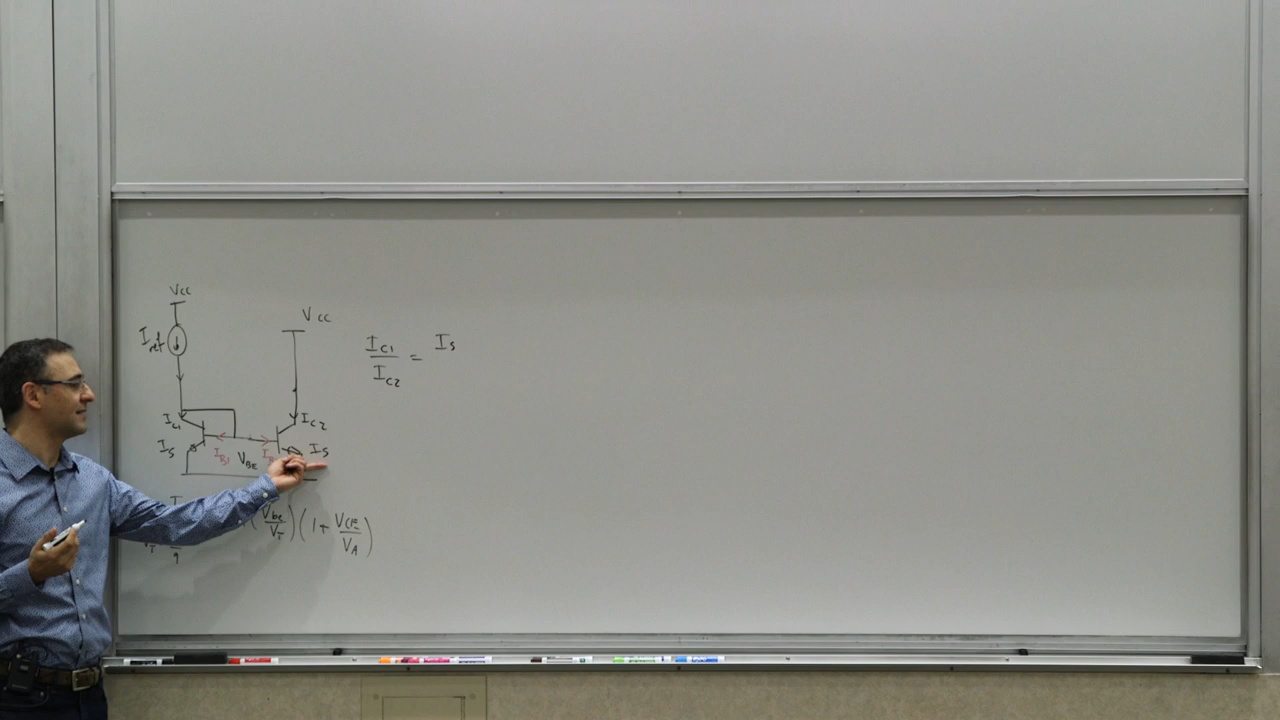 Vcc
Vcc
Iref
IC1
IC2
IS
IS
IB1
VBE
IC1/IC2 = IS
(Vbe/VT)(1+VCE/VA)
q